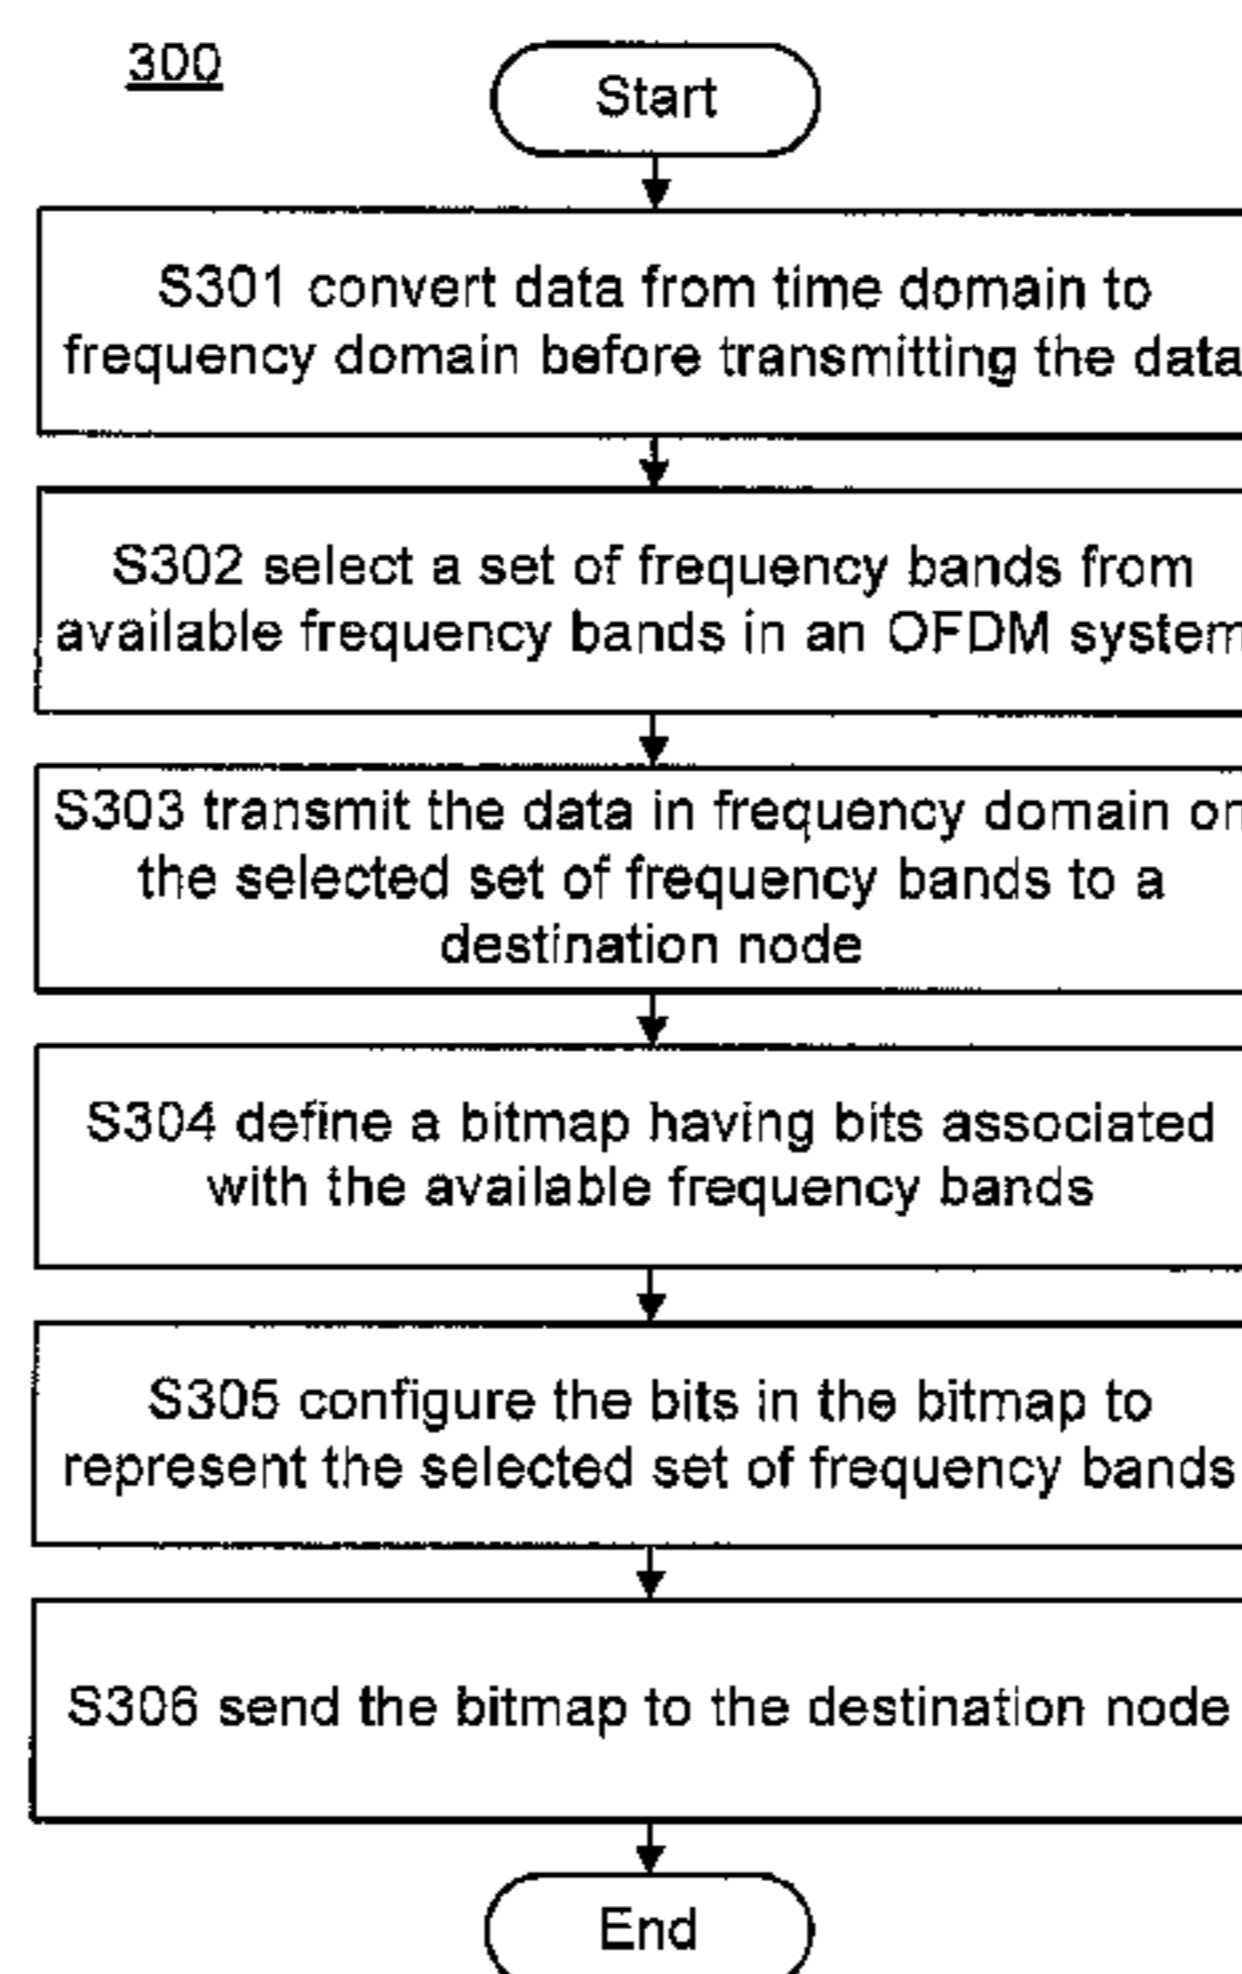 300
Start
S301 convert data from time domain to
frequency domain before transmitting the data
S302 select a set of frequency bands from
available frequency bands in an OFDM system
S303 transmit the data in frequency domain on
the selected set of frequency bands to a
destination node
S304 define a bitmap having bits associated
with the available frequency bands
S305 configure the bits in the bitmap to
represent the selected set of frequency bands
S306 send the bitmap to the destination node
End